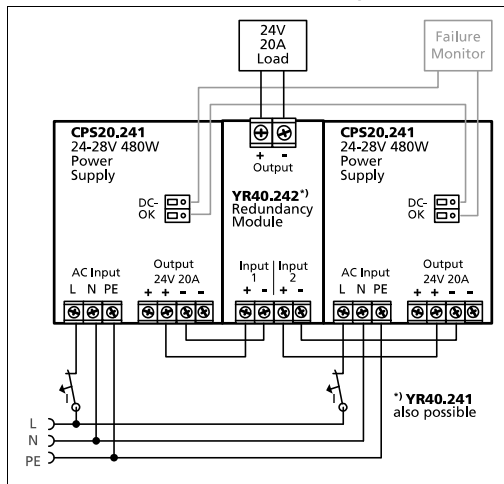 24V
20A
Load
Failure
Monitor
CPS20.241
24-28V 480W
Power
Supply
DC-
OK
AC Input
L N PE
Output
24V 20A
+ + - -
+ -
Output
YR40.242*)
Redundancy
Module
Input Input
1 2
+ - + -
CPS20.241
24-28V 480W
Power
Supply
DC-
OK
AC Input
L N PE
Output
24V 20A
+ + - -
I
I
*) YR40.241
also possible
L
N
PE